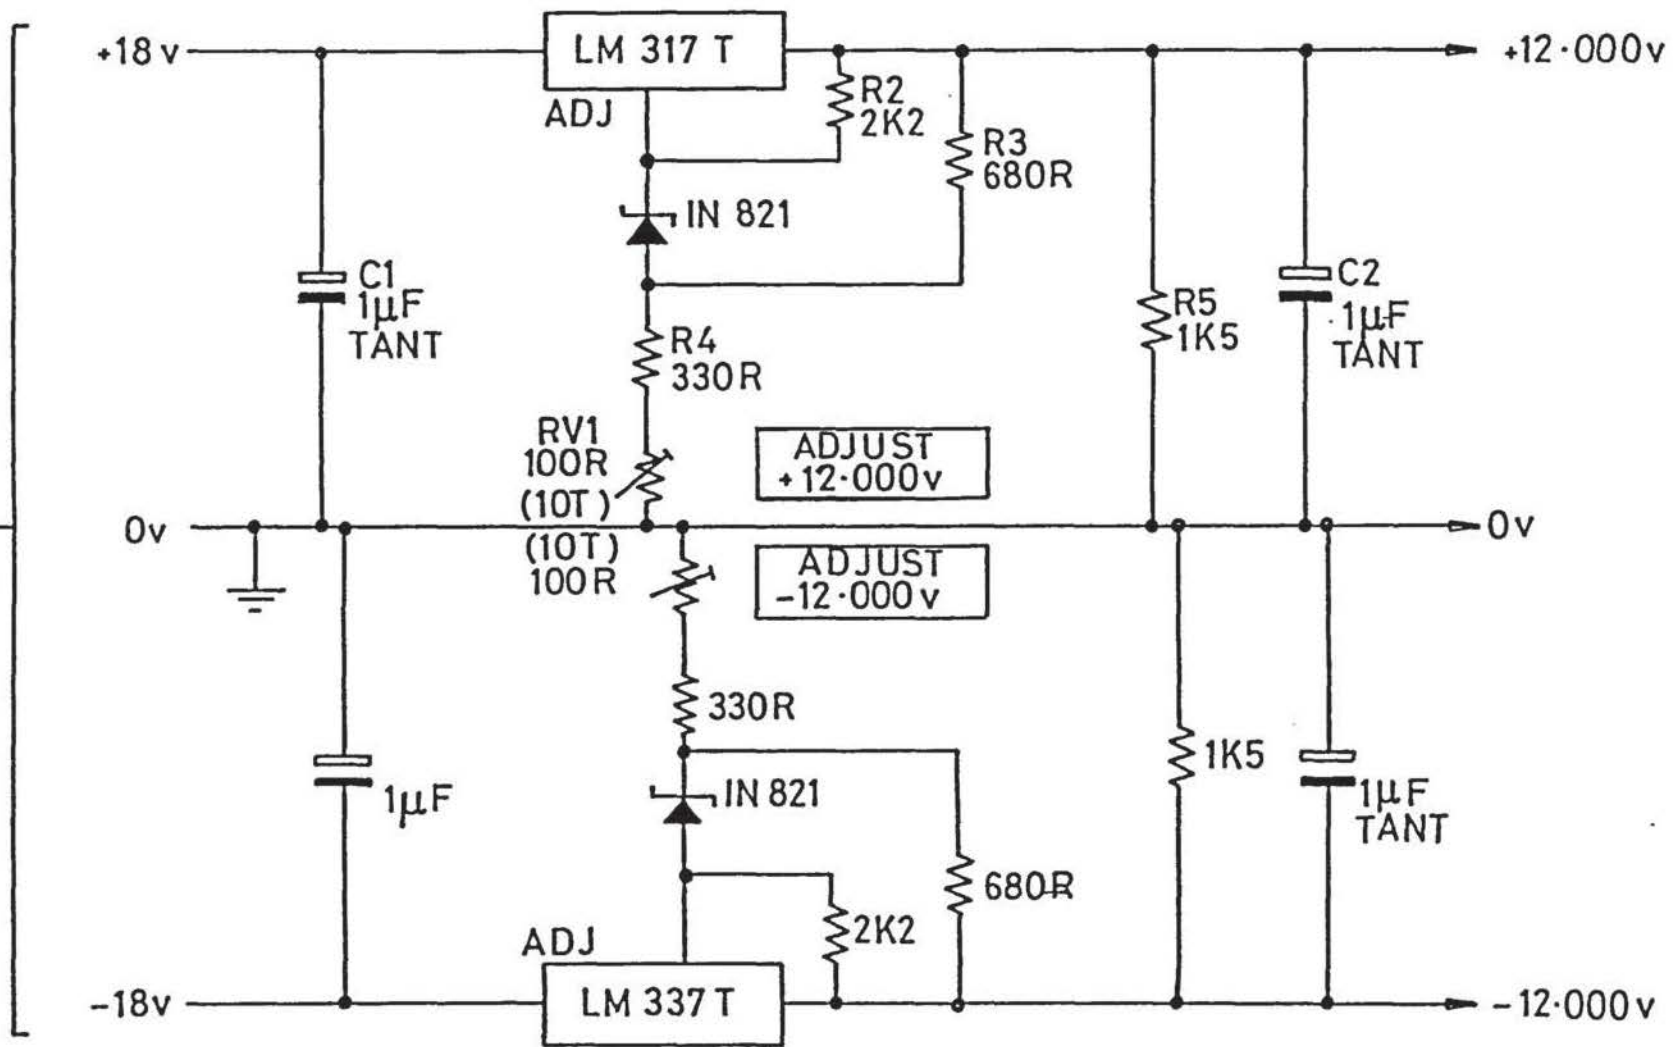 +18v
LM 317 T
+12·000v
ADJ
R2
2K2
R3
680R
IN 821
C1
1µF
TANT
R4
330R
R5
1K5
C2
1µF
TANT
RV1
100R
(10T)
ADJUST
+12·000v
0v
0v
(10T)
100R
ADJUST
-12·000v
330R
1µF
IN 821
1K5
1µF
TANT
680R
2K2
ADJ
-18v
LM 337 T
-12·000v